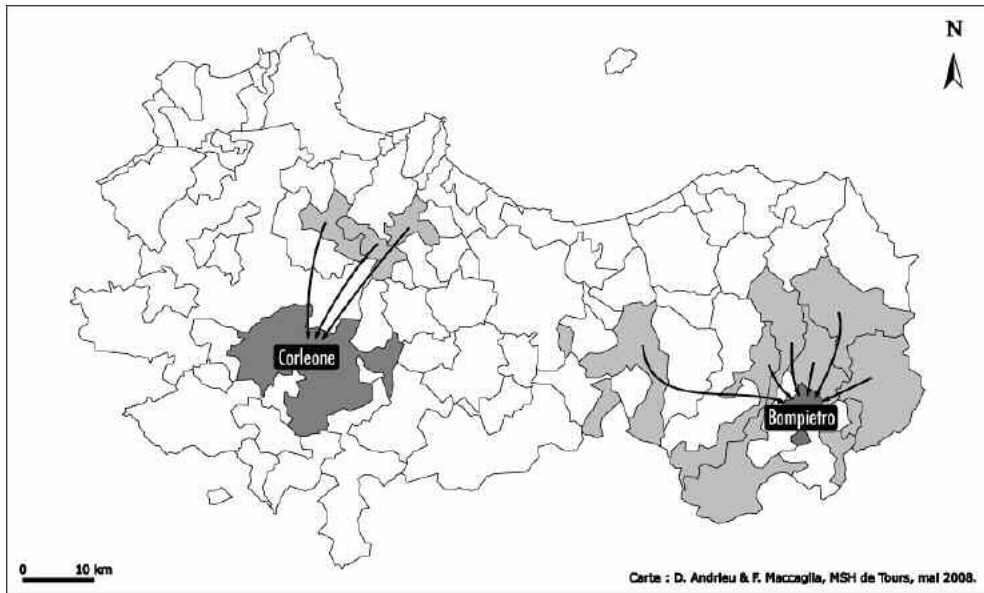 N
Corleone
Bompietro
0 10 km
Carte : D. Andrieu & F. Maccaglia, MSH de Tours, mai 2008.